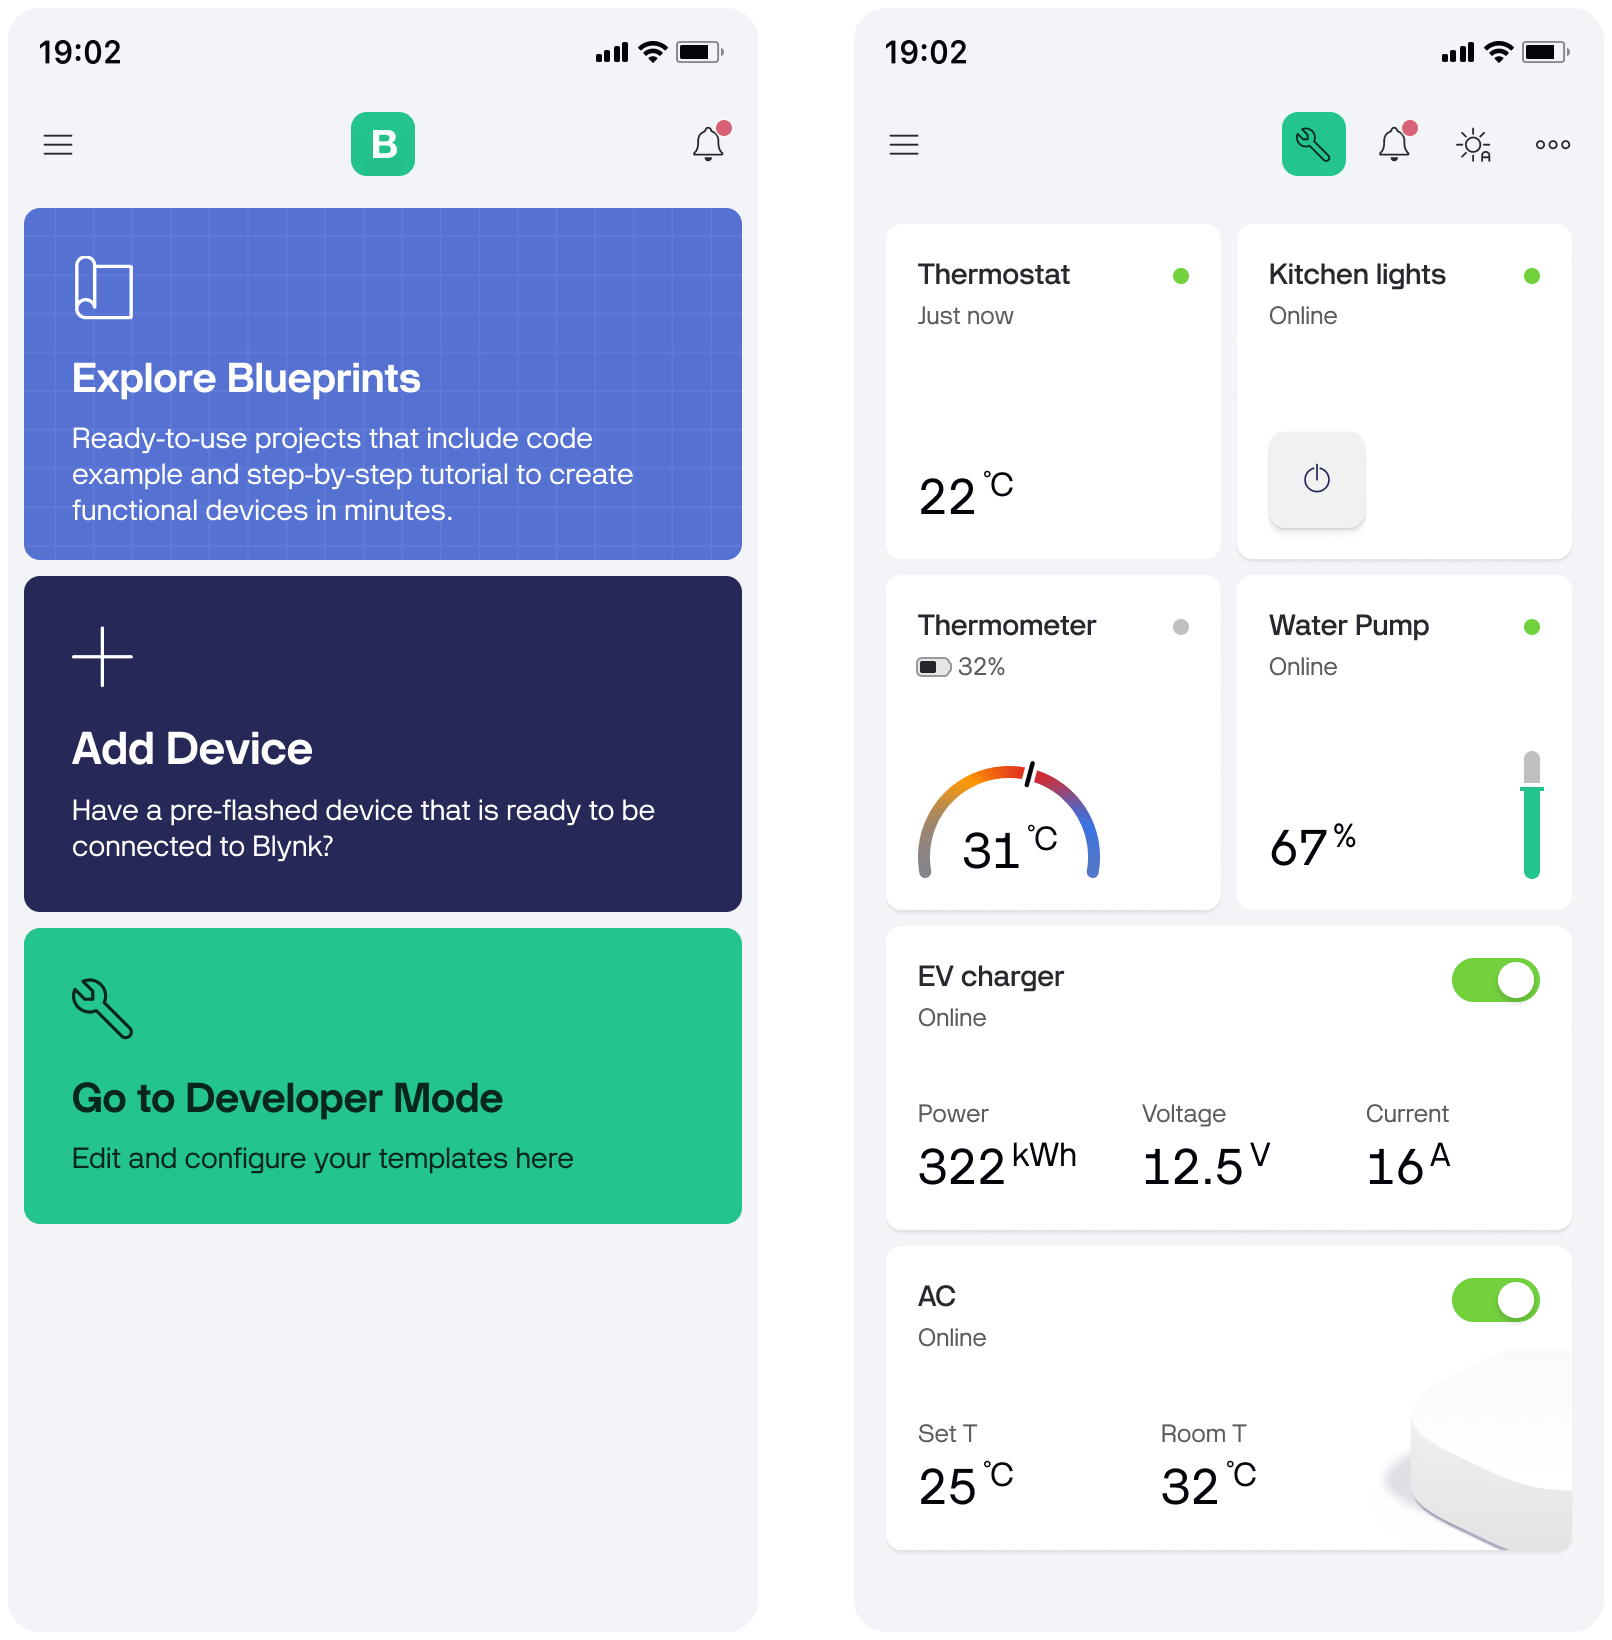 19:02
B
Explore Blueprints
Ready-to-use projects that include code
example and step-by-step tutorial to create
functional devices in minutes.
Add Device
Have a pre-flashed device that is ready to be
connected to Blynk?
Go to Developer Mode
Edit and configure your templates here
19:02
A
Thermostat
Just now
22 °C
Kitchen lights
Online
Thermometer
32%
31 °C
Water Pump
Online
67 %
EV charger
Online
Power Voltage Current
322 kWh 12.5 V 16 A
AC
Online
Set T Room T
25 °C 32 °C